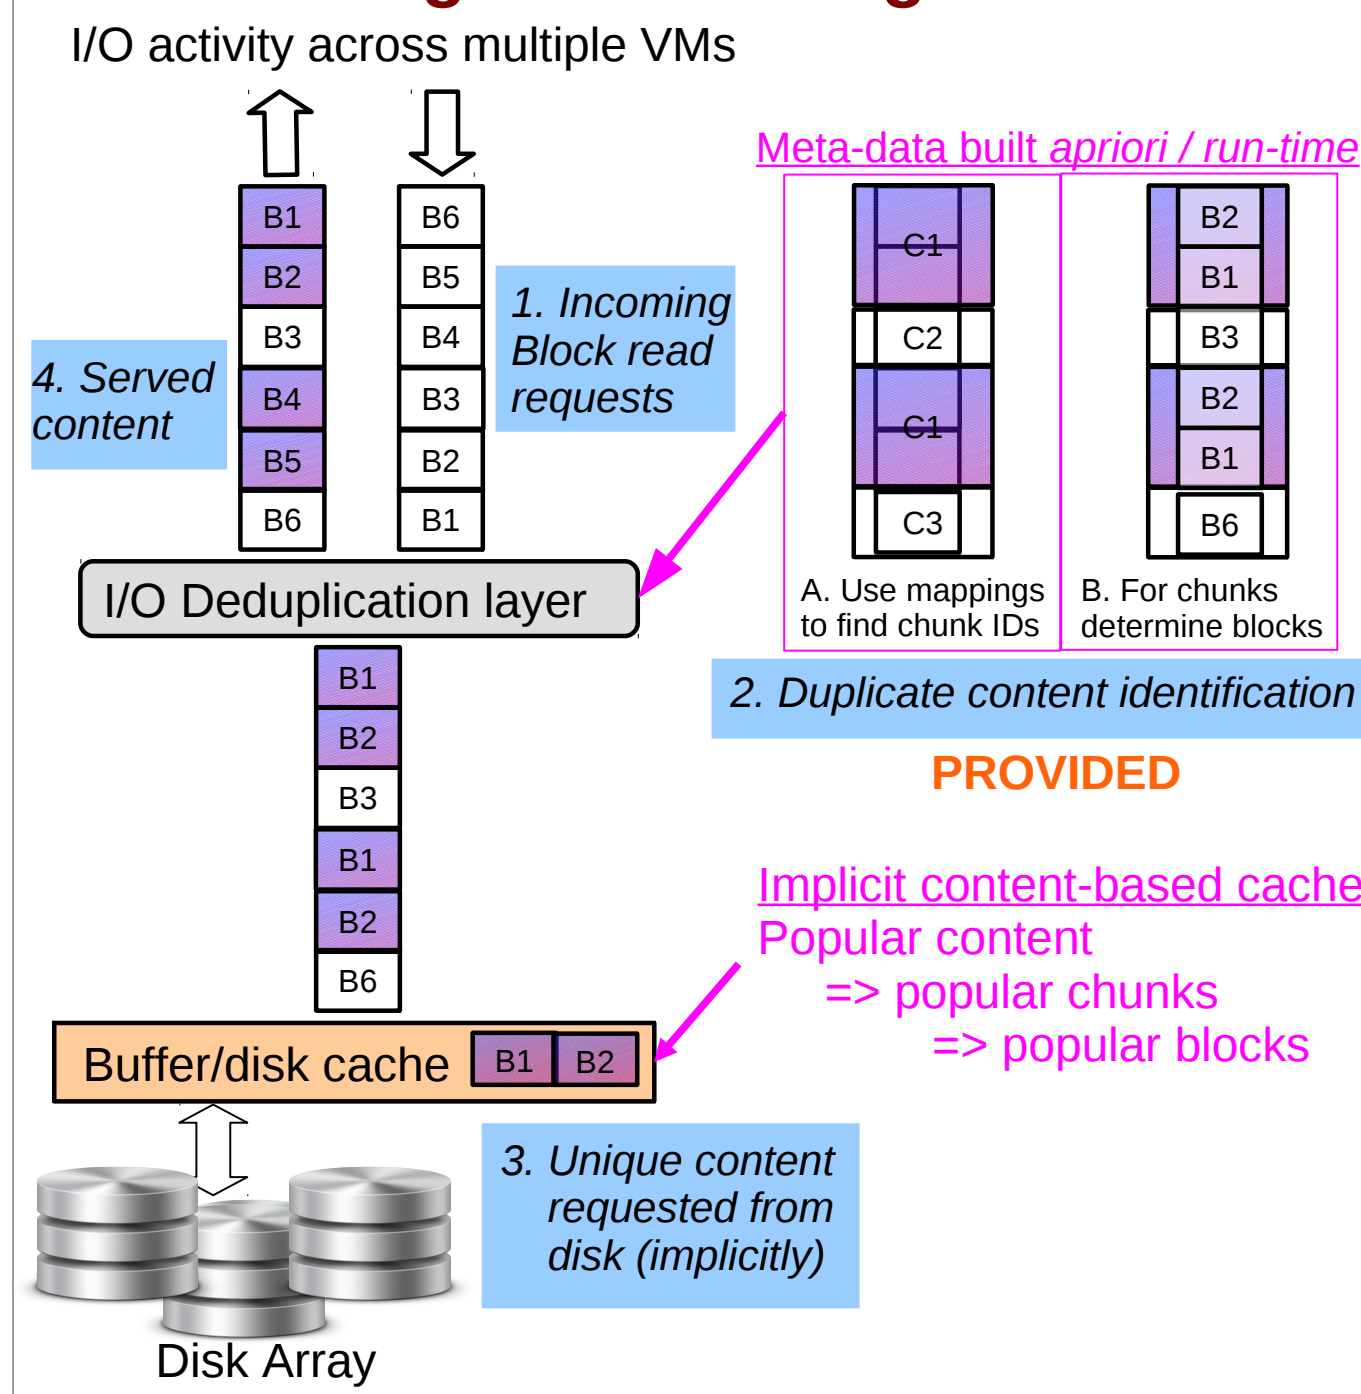 I/O activity across multiple VMs
Meta-data built apriori / run-time
B1
B2
B3
B4
B5
B6
B6
B5
B4
B3
B2
B1
1. Incoming
Block read
requests
4. Served
content
C1
C2
C1
C3
B2
B1
B3
B2
B1
B6
A. Use mappings
to find chunk IDs
B. For chunks
determine blocks
I/O Deduplication layer
2. Duplicate content identification
PROVIDED
B1
B2
B3
B1
B2
B6
Implicit content-based cache
Popular content
=> popular chunks
=> popular blocks
Buffer/disk cache
B1
B2
3. Unique content
requested from
disk (implicitly)
Disk Array